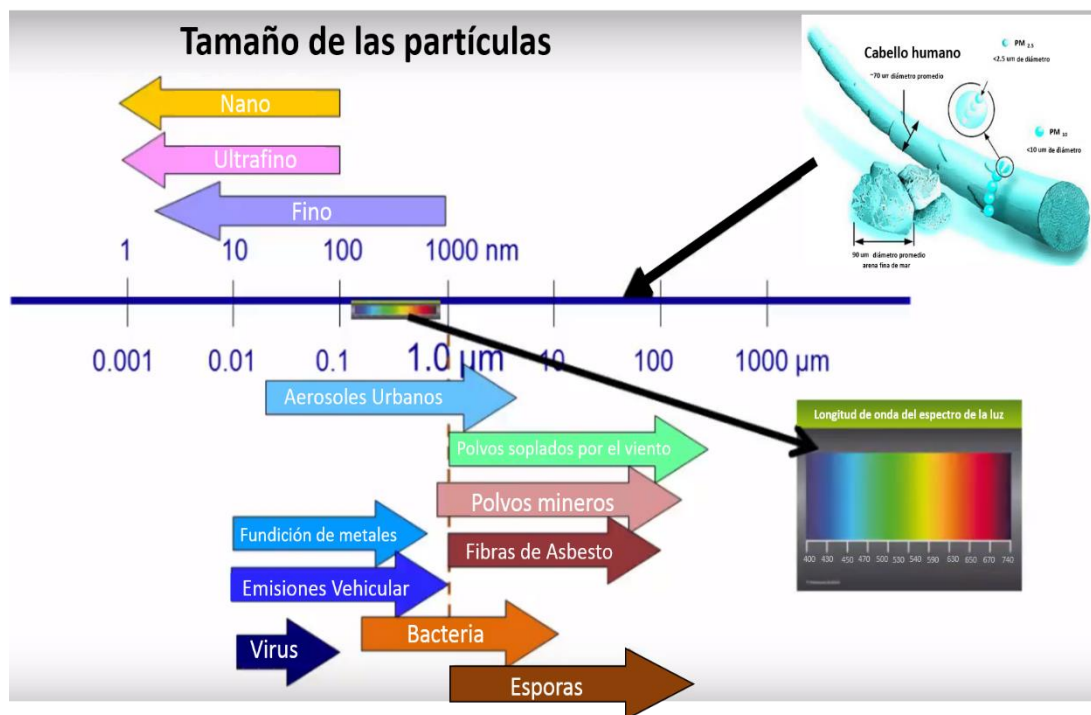 Tamaño de las partículas
Cabello humano
~70 um diámetro promedio
PM 2.5
<2.5 um de diámetro
PM 10
<10 um de diámetro
90 um diámetro promedio
arena fina de mar
Nano
Ultrafino
Fino
1 10 100 1000 nm
0.001 0.01 0.1 1.0 µm 10 100 1000 µm
Aerosoles Urbanos
Polvos soplados por el viento
Polvos mineros
Fundición de metales
Fibras de Asbesto
Emisiones Vehicular
Bacteria
Virus
Esporas
Longitud de onda del espectro de la luz
400 430 450 470 500 530 540 590 630 650 670 740